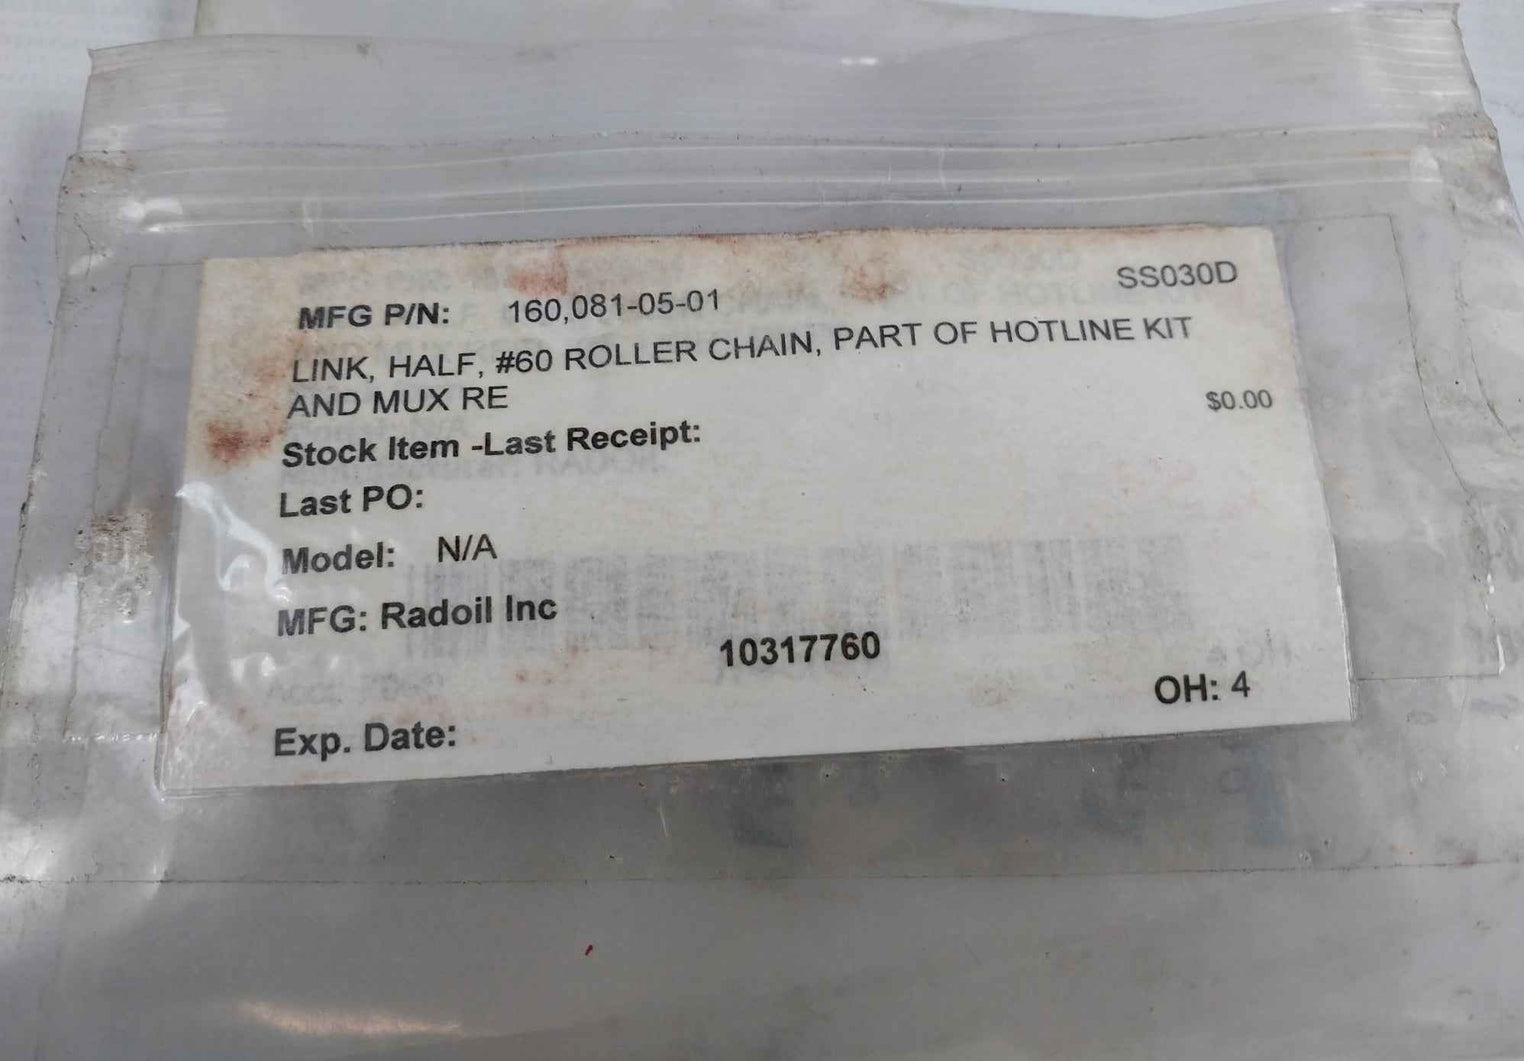 SS030D
MFG P/N: 160,081-05-01
LINK, HALF, #60 ROLLER CHAIN, PART OF HOTLINE KIT
AND MUX RE
$0.00
Stock Item -Last Receipt:
Last PO:
Model: N/A
MFG: Radoil Inc
10317760
OH: 4
Exp. Date: